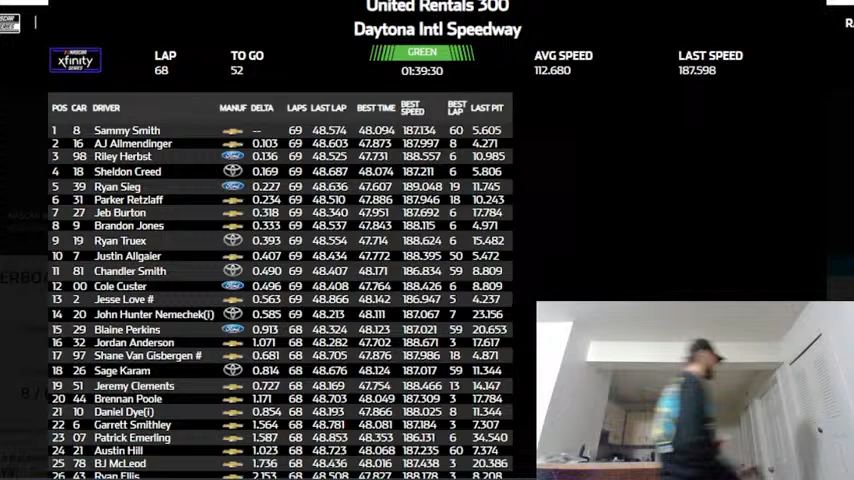 United Rentals 300
Daytona Intl Speedway
xfinity
SERIES
LAP TO GO GREEN AVG SPEED LAST SPEED
68 52 01:39:30 112.680 187.598
POS CAR DRIVER MANUF DELTA LAPS LAST LAP BEST TIME BEST SPEED BEST LAP LAST PIT
1 8 Sammy Smith -- 69 48.574 48.094 187.134 60 5.605
2 16 AJ Allmendinger 0.103 69 48.603 47.873 187.997 8 4.271
3 98 Riley Herbst Ford 0.136 69 48.525 47.731 188.557 6 10.985
4 18 Sheldon Creed 0.169 69 48.687 48.074 187.211 6 5.806
5 39 Ryan Sieg Ford 0.227 69 48.636 47.607 189.048 19 11.745
6 31 Parker Retzlaff 0.234 69 48.510 47.886 187.946 18 10.243
7 27 Jeb Burton 0.318 69 48.340 47.951 187.692 6 17.784
8 9 Brandon Jones 0.333 69 48.537 47.843 188.115 6 4.971
9 19 Ryan Truex 0.393 69 48.554 47.714 188.624 6 15.482
10 7 Justin Allgaier 0.407 69 48.434 47.772 188.395 50 5.472
11 81 Chandler Smith 0.490 69 48.407 48.171 186.834 59 8.809
12 00 Cole Custer Ford 0.496 69 48.408 47.764 188.426 6 8.809
13 2 Jesse Love # 0.563 69 48.866 48.142 186.947 5 4.237
14 20 John Hunter Nemechek(i) 0.585 69 48.213 48.111 187.067 7 23.156
15 29 Blaine Perkins Ford 0.913 68 48.324 48.123 187.021 59 20.653
16 32 Jordan Anderson 1.071 68 48.282 47.702 188.671 3 17.617
17 97 Shane Van Gisbergen # 0.681 68 48.705 47.876 187.986 18 4.871
18 26 Sage Karam 0.814 68 48.676 48.124 187.017 59 11.344
19 51 Jeremy Clements 0.727 68 48.169 47.754 188.466 13 14.147
20 44 Brennan Poole 1.171 68 48.703 48.049 187.309 3 17.784
21 10 Daniel Dye(i) 0.854 68 48.193 47.866 188.025 8 11.344
22 6 Garrett Smithley 1.564 68 48.781 48.081 187.184 3 7.307
23 07 Patrick Emerling 1.587 68 48.853 48.353 186.131 6 34.540
24 21 Austin Hill 1.023 68 48.723 48.068 187.235 60 7.374
25 78 BJ McLeod 1.736 68 48.436 48.016 187.438 3 20.386
26 43 Ryan Ellis 2.153 68 48.508 47.827 188.178 3 8.208